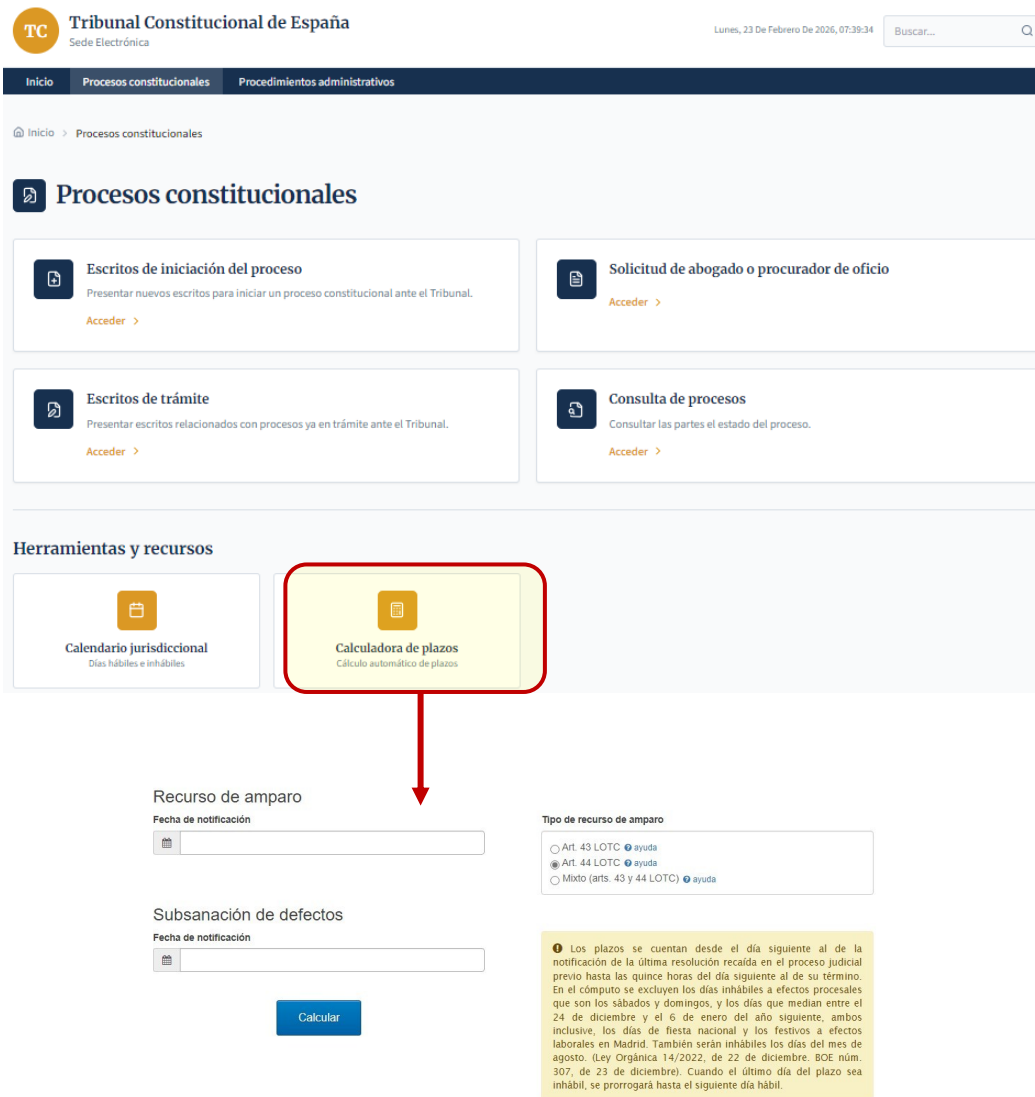 TC
Tribunal Constitucional de España
Sede Electrónica
Lunes, 23 De Febrero De 2026, 07:39:34
Buscar...
Inicio
Procesos constitucionales
Procedimientos administrativos
Inicio > Procesos constitucionales
Procesos constitucionales
Escritos de iniciación del proceso
Presentar nuevos escritos para iniciar un proceso constitucional ante el Tribunal.
Acceder >
Solicitud de abogado o procurador de oficio
Acceder >
Escritos de trámite
Presentar escritos relacionados con procesos ya en trámite ante el Tribunal.
Acceder >
Consulta de procesos
Consultar las partes el estado del proceso.
Acceder >
Herramientas y recursos
Calendario jurisdiccional
Días hábiles e inhábiles
Calculadora de plazos
Cálculo automático de plazos
Recurso de amparo
Fecha de notificación
Tipo de recurso de amparo
Art. 43 LOTC ayuda
Art. 44 LOTC ayuda
Mixto (arts. 43 y 44 LOTC) ayuda
Subsanación de defectos
Fecha de notificación
Calcular
Los plazos se cuentan desde el día siguiente al de la
notificación de la última resolución recaída en el proceso judicial
previo hasta las quince horas del día siguiente al de su término.
En el cómputo se excluyen los días inhábiles a efectos procesales
que son los sábados y domingos, y los días que median entre el
24 de diciembre y el 6 de enero del año siguiente, ambos
inclusive, los días de fiesta nacional y los festivos a efectos
laborales en Madrid. También serán inhábiles los días del mes de
agosto. (Ley Orgánica 14/2022, de 22 de diciembre. BOE núm.
307, de 23 de diciembre). Cuando el último día del plazo sea
inhábil, se prorrogará hasta el siguiente día hábil.